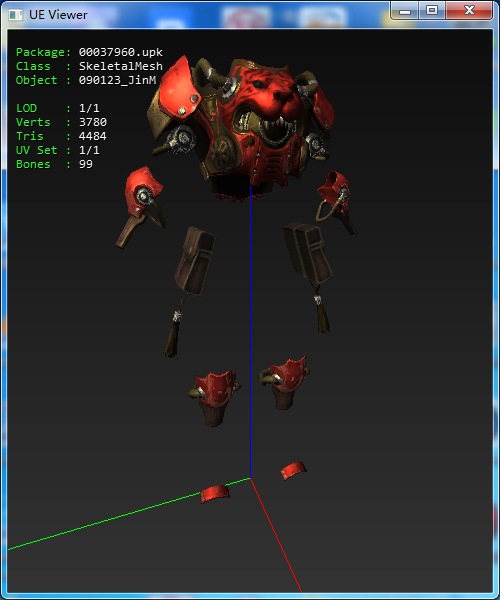 UE Viewer
Package: 00037960.upk
Class  : SkeletalMesh
Object : 090123_JinM
LOD    : 1/1
Verts  : 3780
Tris   : 4484
UV Set : 1/1
Bones  : 99